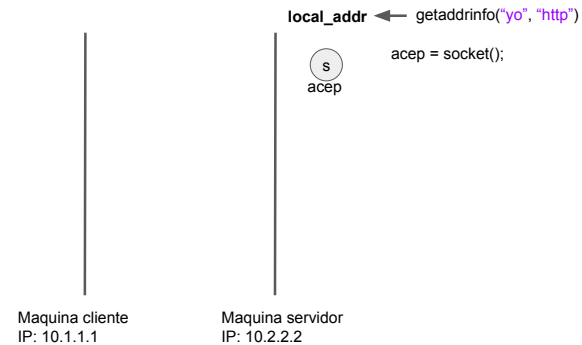 local_addr getaddrinfo(“yo”, “http”)
s
acep
acep = socket();
Maquina cliente
IP: 10.1.1.1
Maquina servidor
IP: 10.2.2.2